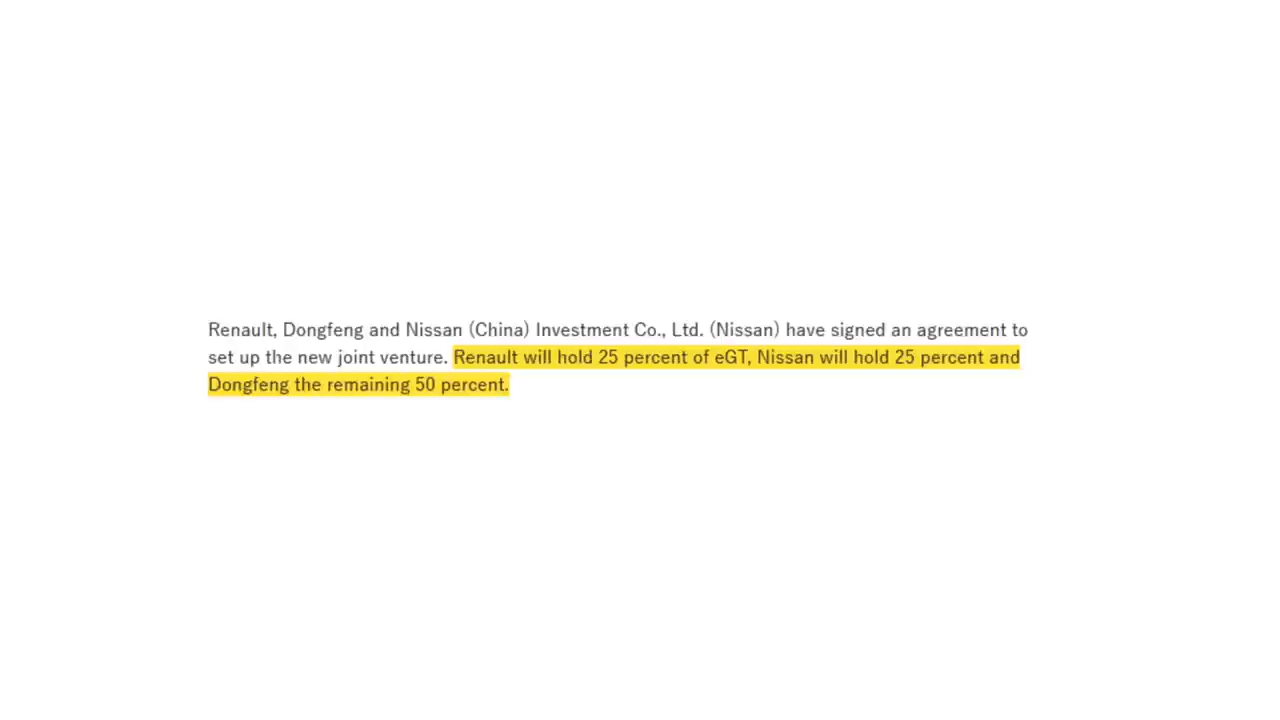 Renault, Dongfeng and Nissan (China) Investment Co., Ltd. (Nissan) have signed an agreement to
set up the new joint venture. Renault will hold 25 percent of eGT, Nissan will hold 25 percent and
Dongfeng the remaining 50 percent.